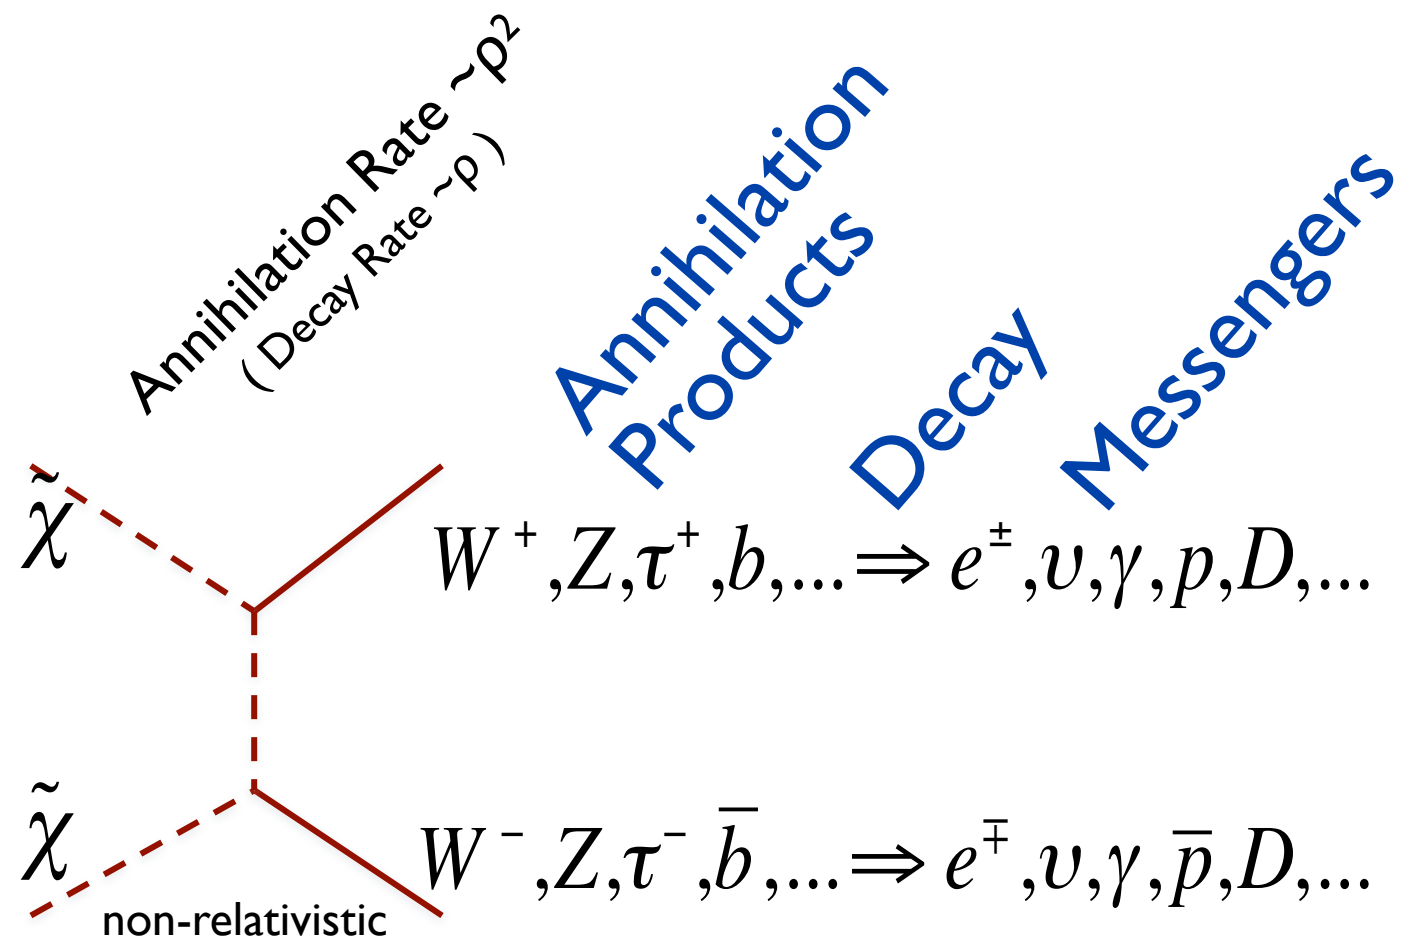 Annihilation Rate ~ρ²
( Decay Rate ~ρ )
Annihilation
Products
Decay
Messengers
χ̃
W⁺,Z,τ⁺,b,...⇒e^±,υ,γ,p,D,...
χ̃
W⁻,Z,τ⁻,b̅,...⇒e^∓,υ,γ,p̅,D,...
non-relativistic